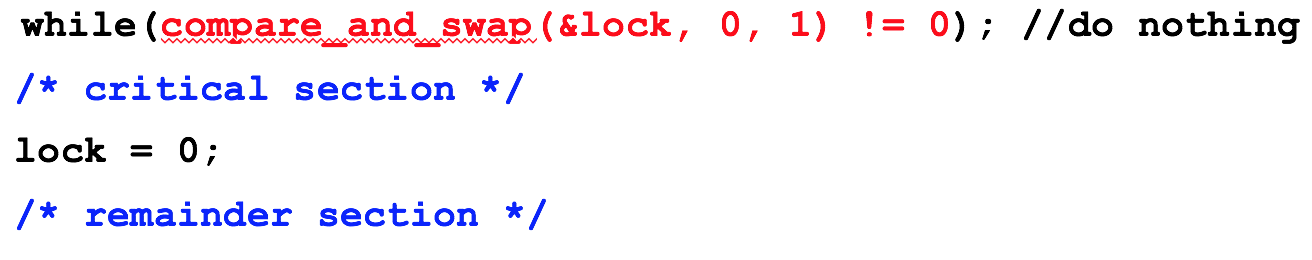 while(compare_and_swap(&lock, 0, 1) != 0); //do nothing
/* critical section */
lock = 0;
/* remainder section */